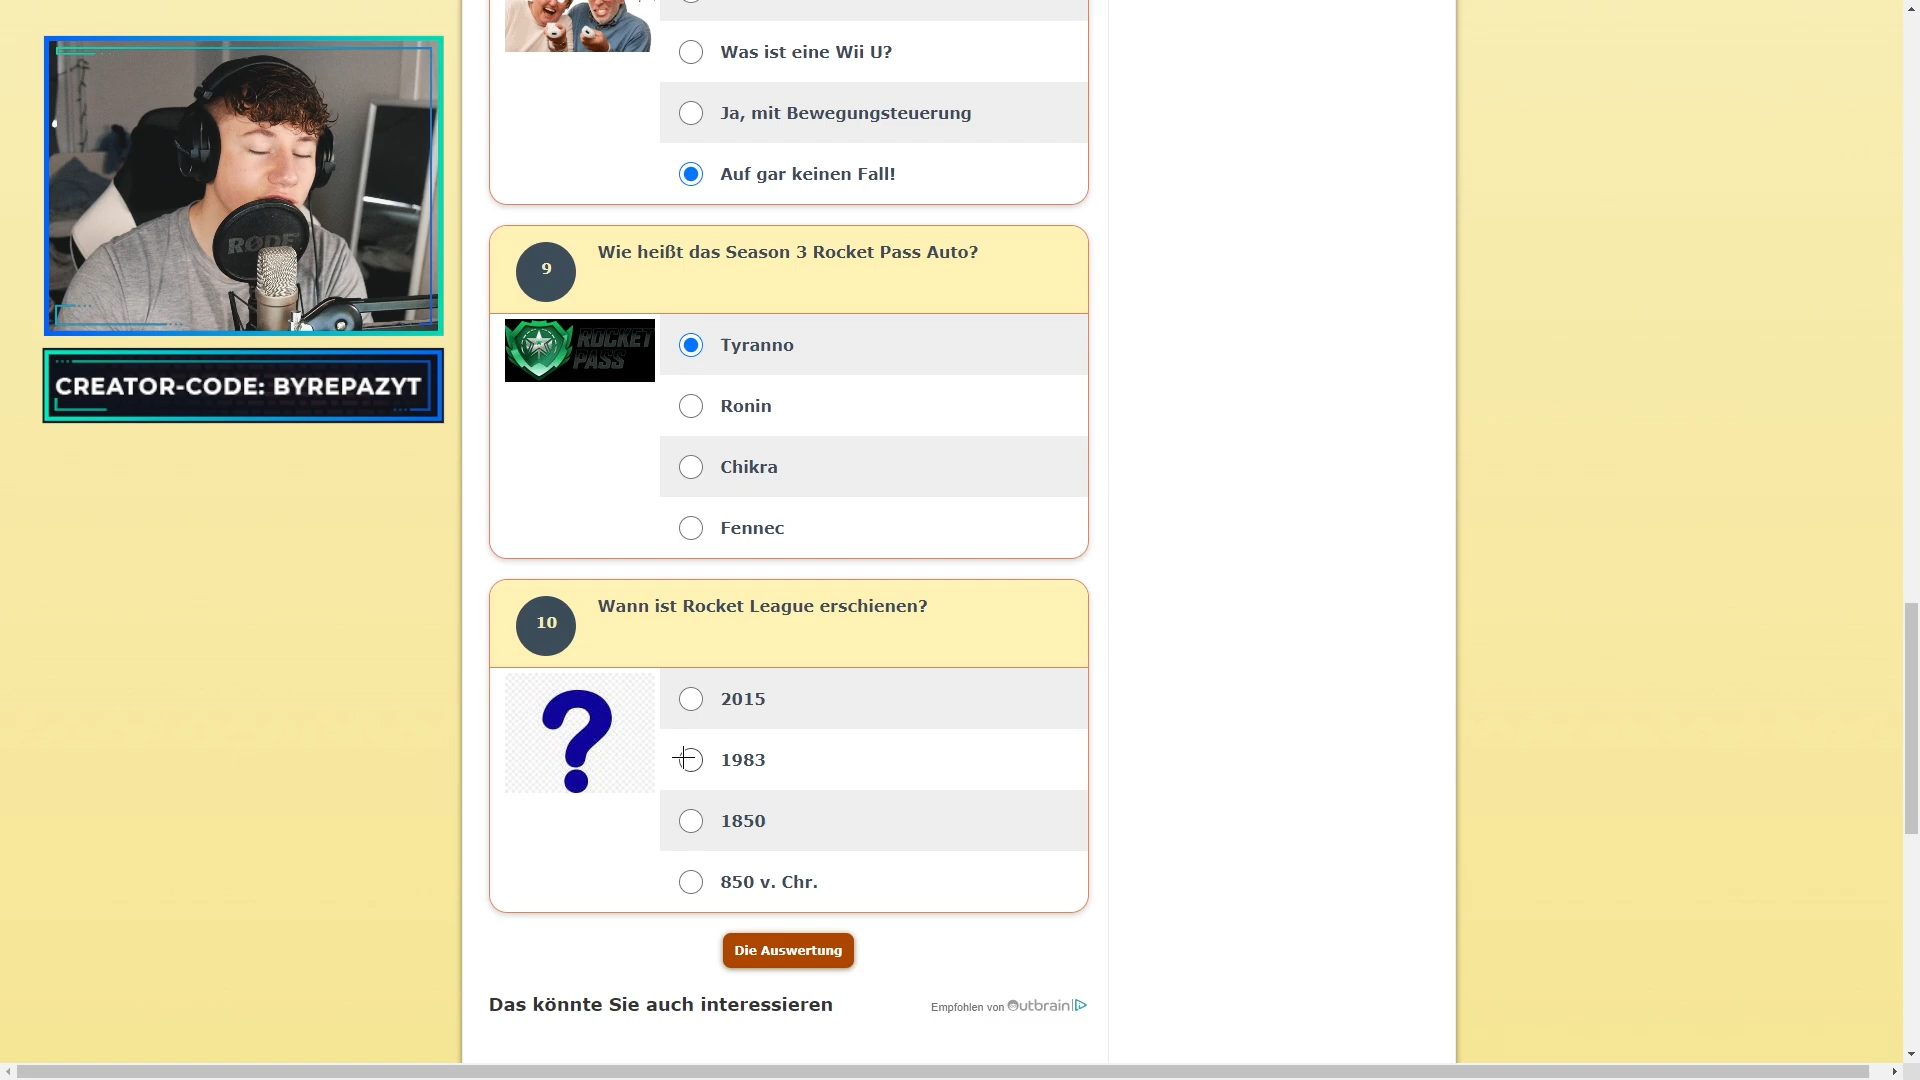 Was ist eine Wii U?
Ja, mit Bewegungsteuerung
Auf gar keinen Fall!
RØDE
CREATOR-CODE: BYREPAZYT
9
Wie heißt das Season 3 Rocket Pass Auto?
ROCKET
PASS
Tyranno
Ronin
Chikra
Fennec
10
Wann ist Rocket League erschienen?
?
2015
1983
1850
850 v. Chr.
Die Auswertung
Das könnte Sie auch interessieren
Empfohlen von Outbrain